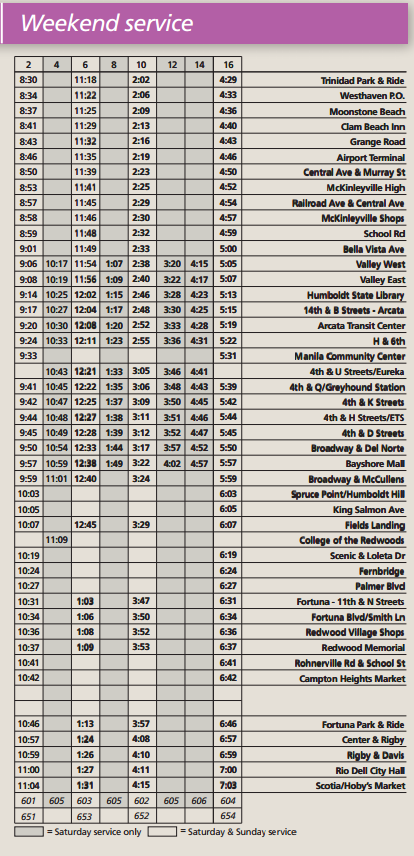 Weekend service
2 4 6 8 10 12 14 16
8:30 11:18 2:02 4:29 Trinidad Park & Ride
8:34 11:22 2:06 4:33 Westhaven P.O.
8:37 11:25 2:09 4:36 Moonstone Beach
8:41 11:29 2:13 4:40 Clam Beach Inn
8:43 11:32 2:16 4:43 Grange Road
8:46 11:35 2:19 4:46 Airport Terminal
8:50 11:39 2:23 4:50 Central Ave & Murray St
8:53 11:41 2:25 4:52 McKinleyville High
8:57 11:45 2:29 4:54 Railroad Ave & Central Ave
8:58 11:46 2:30 4:57 McKinleyville Shops
8:59 11:48 2:32 4:59 School Rd
9:01 11:49 2:33 5:00 Bella Vista Ave
9:06 10:17 11:54 1:07 2:38 3:20 4:15 5:05 Valley West
9:08 10:19 11:56 1:09 2:40 3:22 4:17 5:07 Valley East
9:14 10:25 12:02 1:15 2:46 3:28 4:23 5:13 Humboldt State Library
9:17 10:27 12:04 1:17 2:48 3:30 4:25 5:15 14th & B Streets - Arcata
9:20 10:30 12:08 1:20 2:52 3:33 4:28 5:19 Arcata Transit Center
9:24 10:33 12:11 1:23 2:55 3:36 4:31 5:22 H & 6th
9:33 5:31 Manila Community Center
10:43 12:21 1:33 3:05 3:46 4:41 4th & U Streets/Eureka
9:41 10:45 12:22 1:35 3:06 3:48 4:43 5:39 4th & Q/Greyhound Station
9:42 10:47 12:25 1:37 3:09 3:50 4:45 5:42 4th & K Streets
9:44 10:48 12:27 1:38 3:11 3:51 4:46 5:44 4th & H Streets/ETS
9:45 10:49 12:28 1:39 3:12 3:52 4:47 5:45 4th & D Streets
9:50 10:54 12:33 1:44 3:17 3:57 4:52 5:50 Broadway & Del Norte
9:57 10:59 12:38 1:49 3:22 4:02 4:57 5:57 Bayshore Mall
9:59 11:01 12:40 3:24 5:59 Broadway & McCullens
10:03 6:03 Spruce Point/Humboldt Hill
10:05 6:05 King Salmon Ave
10:07 12:45 3:29 6:07 Fields Landing
11:09 College of the Redwoods
10:19 6:19 Scenic & Loleta Dr
10:24 6:24 Fernbridge
10:27 6:27 Palmer Blvd
10:31 1:03 3:47 6:31 Fortuna - 11th & N Streets
10:34 1:06 3:50 6:34 Fortuna Blvd/Smith Ln
10:36 1:08 3:52 6:36 Redwood Village Shops
10:37 1:09 3:53 6:37 Redwood Memorial
10:41 6:41 Rohnerville Rd & School St
10:42 6:42 Campton Heights Market
10:46 1:13 3:57 6:46 Fortuna Park & Ride
10:57 1:24 4:08 6:57 Center & Rigby
10:59 1:26 4:10 6:59 Rigby & Davis
11:00 1:27 4:11 7:00 Rio Dell City Hall
11:04 1:31 4:15 7:03 Scotia/Hoby's Market
601 605 603 605 602 605 606 604
651 653 652 654
= Saturday service only = Saturday & Sunday service